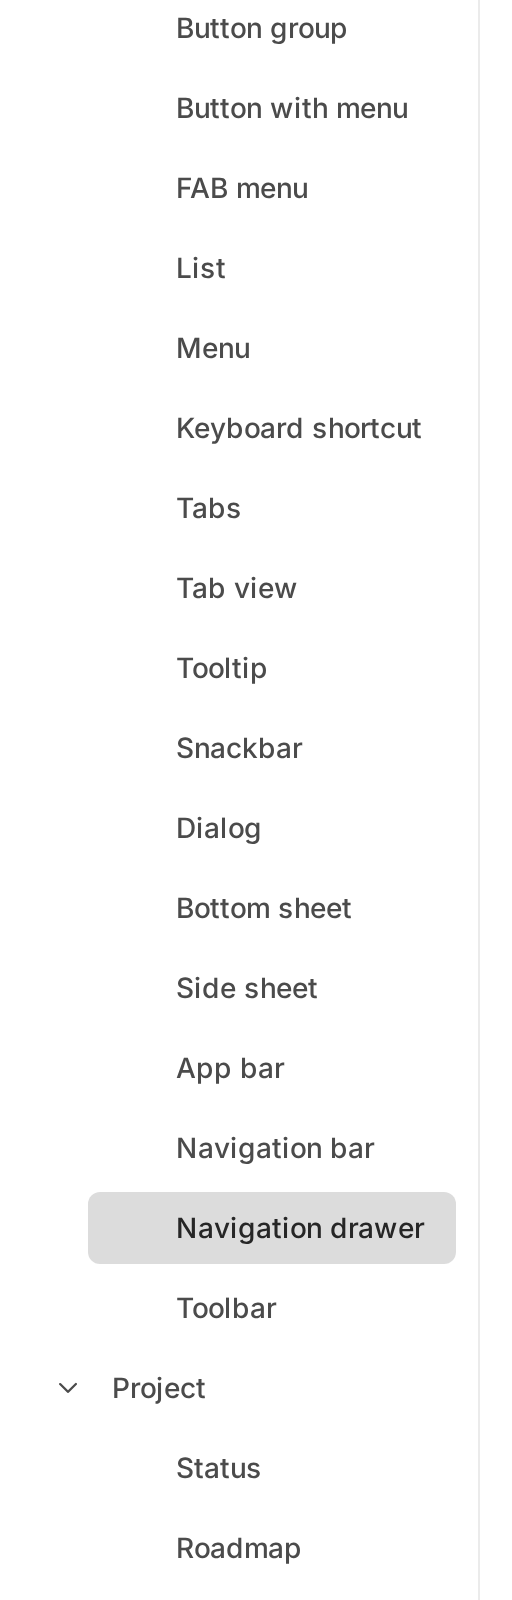 Button group
Button with menu
FAB menu
List
Menu
Keyboard shortcut
Tabs
Tab view
Tooltip
Snackbar
Dialog
Bottom sheet
Side sheet
App bar
Navigation bar
Navigation drawer
Toolbar
Project
Status
Roadmap